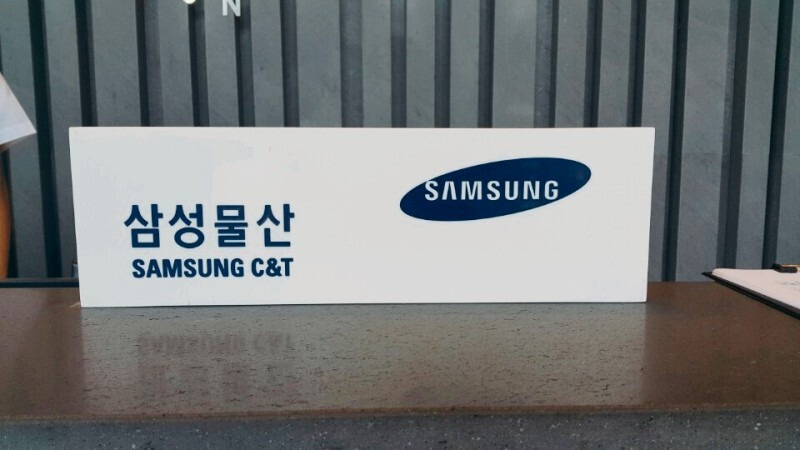 N
삼성물산
SAMSUNG C&T
SAMSUNG